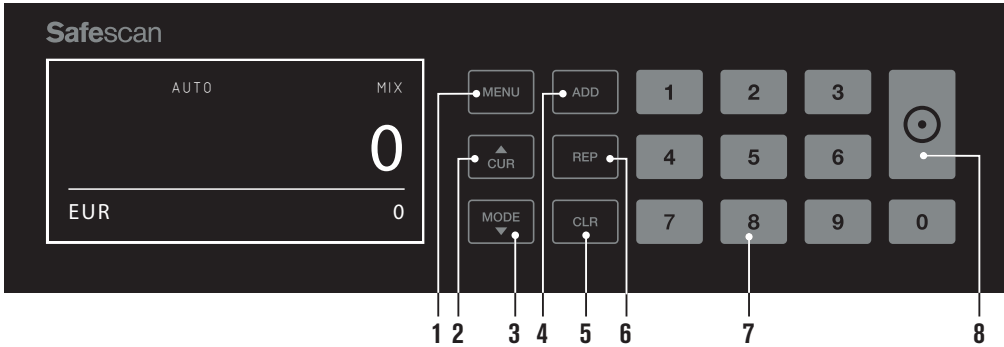 Safescan
AUTO MIX
0
EUR 0
MENU ADD 1 2 3
CUR REP 4 5 6
MODE CLR 7 8 9 0
1 2 3 4 5 6 7 8